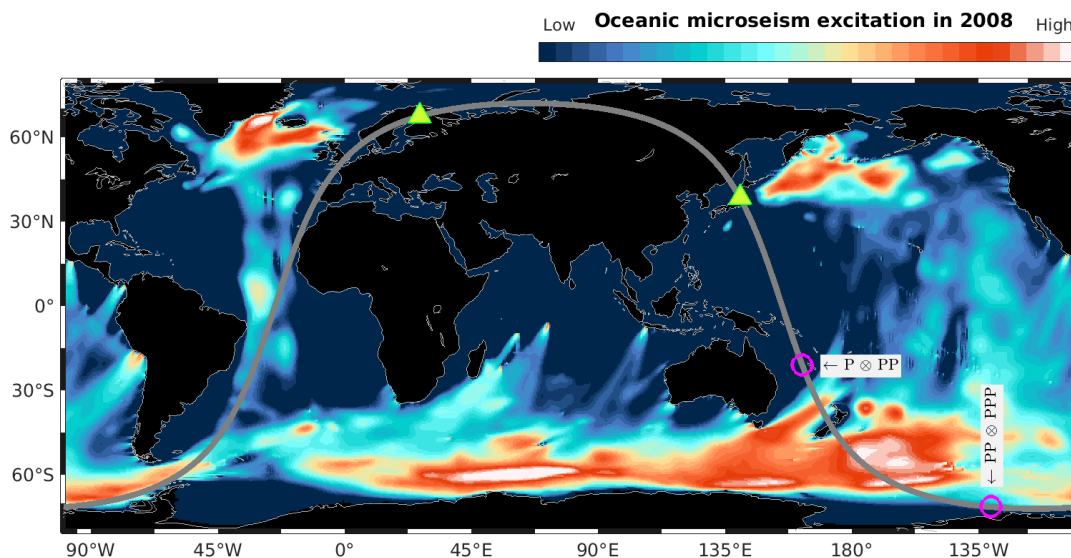 Oceanic microseism excitation in 2008
Low
High
60°N
30°N
0°
30°S
60°S
← P ⊗ PP
← PP ⊗ PPP
90°W
45°W
0°
45°E
90°E
135°E
180°
135°W